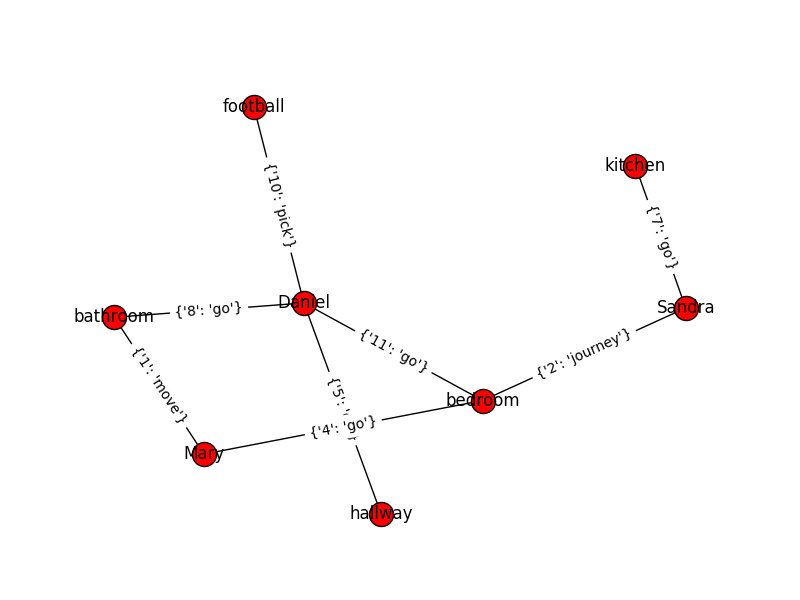 football
kitchen
{'10': 'pick'}
{'7': 'go'}
bathroom
{'8': 'go'}
Daniel
Sandra
{'11': 'go'}
{'2': 'journey'}
{'1': 'move'}
{'5':
bedroom
{'4': 'go'}
Mary
hallway